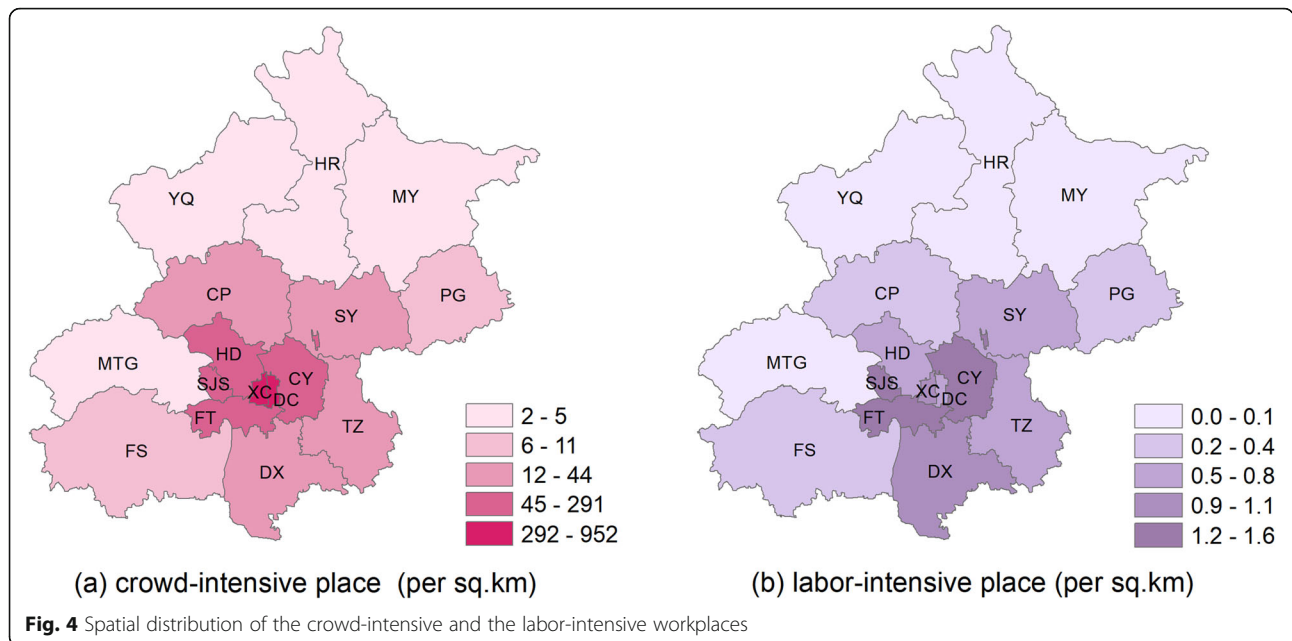 HR
YQ
MY
CP
SY
PG
MTG
HD
SJS
XC
CY
DC
FT
TZ
FS
DX
2 - 5
6 - 11
12 - 44
45 - 291
292 - 952
(a) crowd-intensive place (per sq.km)
HR
YQ
MY
CP
SY
PG
MTG
HD
SJS
XC
CY
DC
FT
TZ
FS
DX
0.0 - 0.1
0.2 - 0.4
0.5 - 0.8
0.9 - 1.1
1.2 - 1.6
(b) labor-intensive place (per sq.km)
Fig. 4 Spatial distribution of the crowd-intensive and the labor-intensive workplaces